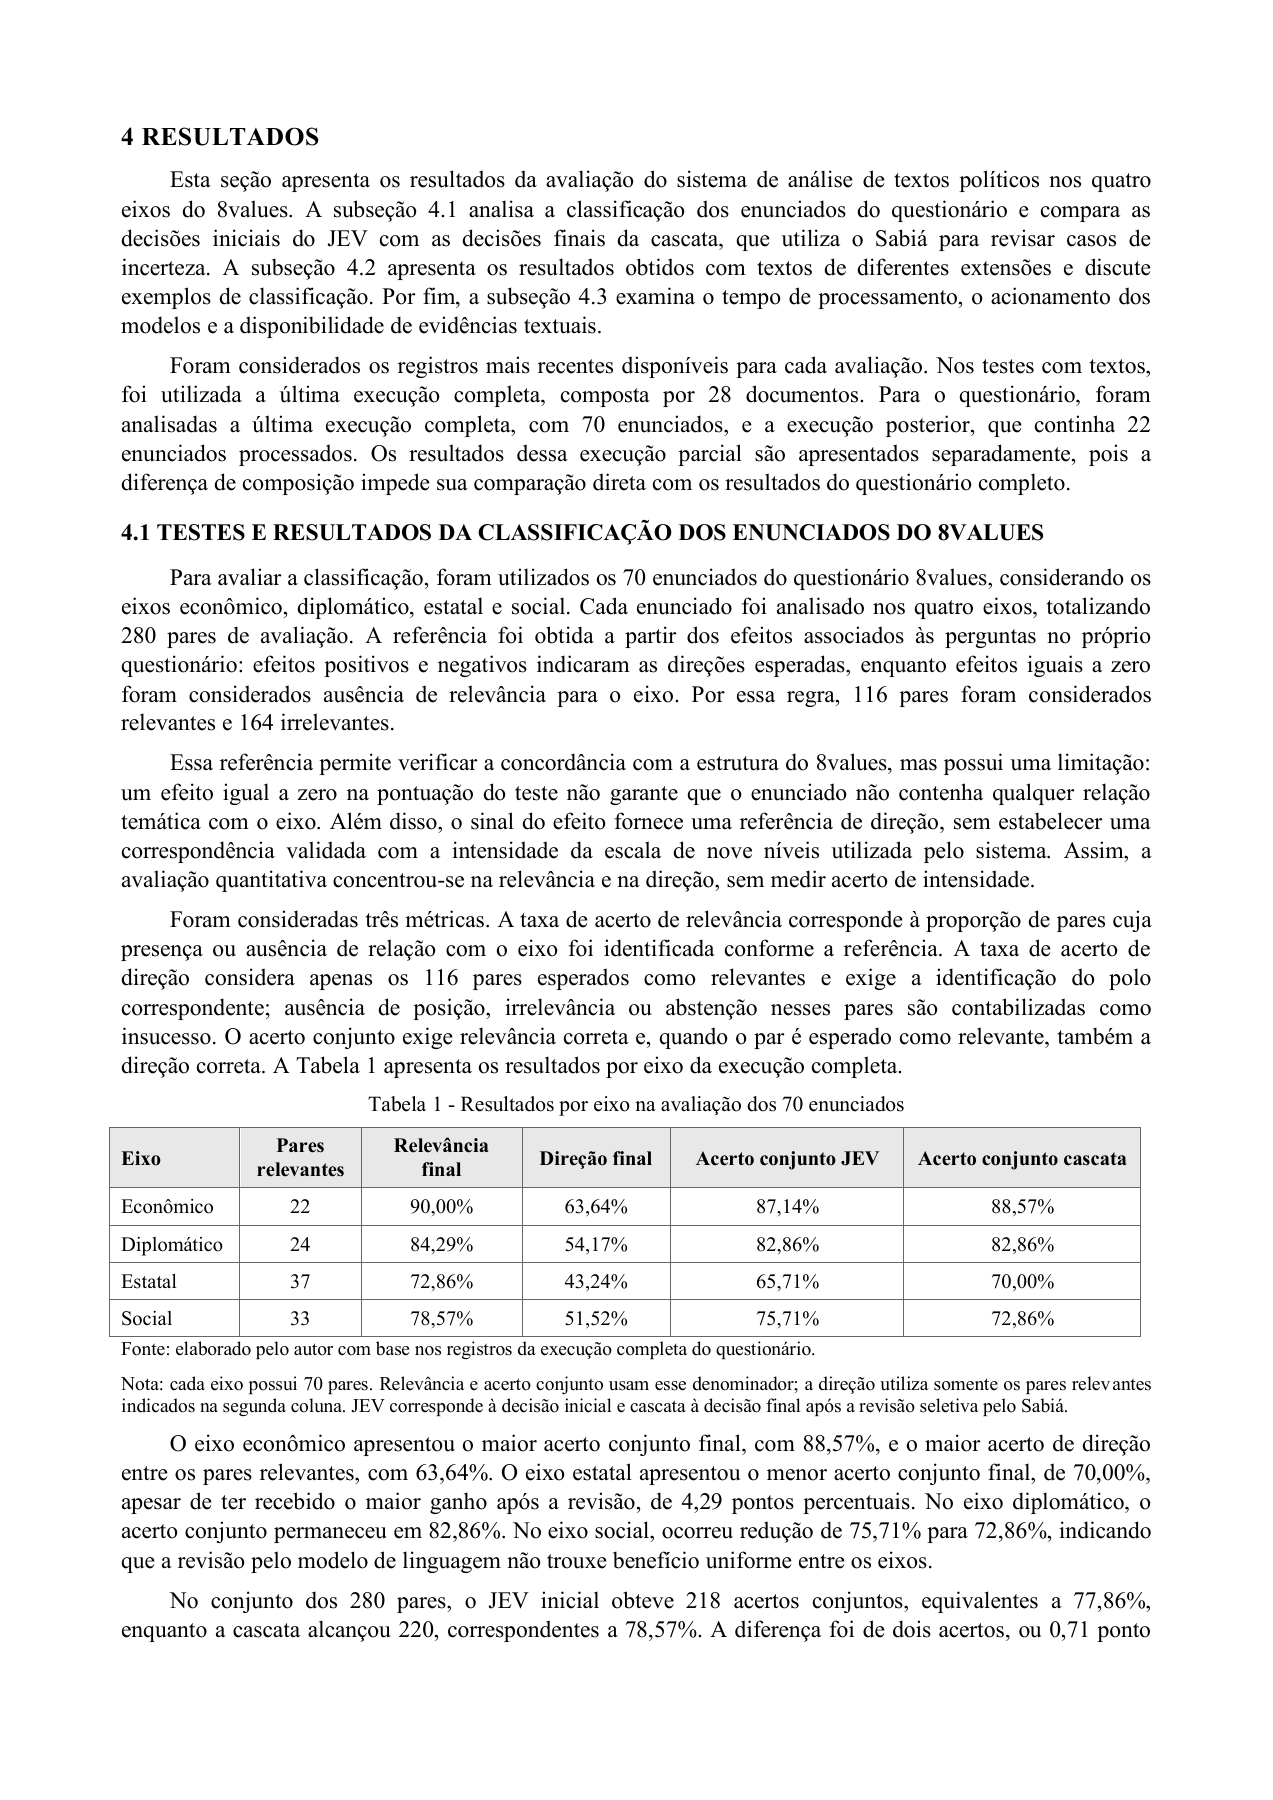 4 RESULTADOS
Esta seção apresenta os resultados da avaliação do sistema de análise de textos políticos nos quatro
eixos do 8values. A subseção 4.1 analisa a classificação dos enunciados do questionário e compara as
decisões iniciais do JEV com as decisões finais da cascata, que utiliza o Sabiá para revisar casos de
incerteza. A subseção 4.2 apresenta os resultados obtidos com textos de diferentes extensões e discute
exemplos de classificação. Por fim, a subseção 4.3 examina o tempo de processamento, o acionamento dos
modelos e a disponibilidade de evidências textuais.
Foram considerados os registros mais recentes disponíveis para cada avaliação. Nos testes com textos,
foi utilizada a última execução completa, composta por 28 documentos. Para o questionário, foram
analisadas a última execução completa, com 70 enunciados, e a execução posterior, que continha 22
enunciados processados. Os resultados dessa execução parcial são apresentados separadamente, pois a
diferença de composição impede sua comparação direta com os resultados do questionário completo.
4.1 TESTES E RESULTADOS DA CLASSIFICAÇÃO DOS ENUNCIADOS DO 8VALUES
Para avaliar a classificação, foram utilizados os 70 enunciados do questionário 8values, considerando os
eixos econômico, diplomático, estatal e social. Cada enunciado foi analisado nos quatro eixos, totalizando
280 pares de avaliação. A referência foi obtida a partir dos efeitos associados às perguntas no próprio
questionário: efeitos positivos e negativos indicaram as direções esperadas, enquanto efeitos iguais a zero
foram considerados ausência de relevância para o eixo. Por essa regra, 116 pares foram considerados
relevantes e 164 irrelevantes.
Essa referência permite verificar a concordância com a estrutura do 8values, mas possui uma limitação:
um efeito igual a zero na pontuação do teste não garante que o enunciado não contenha qualquer relação
temática com o eixo. Além disso, o sinal do efeito fornece uma referência de direção, sem estabelecer uma
correspondência validada com a intensidade da escala de nove níveis utilizada pelo sistema. Assim, a
avaliação quantitativa concentrou-se na relevância e na direção, sem medir acerto de intensidade.
Foram consideradas três métricas. A taxa de acerto de relevância corresponde à proporção de pares cuja
presença ou ausência de relação com o eixo foi identificada conforme a referência. A taxa de acerto de
direção considera apenas os 116 pares esperados como relevantes e exige a identificação do polo
correspondente; ausência de posição, irrelevância ou abstenção nesses pares são contabilizadas como
insucesso. O acerto conjunto exige relevância correta e, quando o par é esperado como relevante, também a
direção correta. A Tabela 1 apresenta os resultados por eixo da execução completa.
Tabela 1 - Resultados por eixo na avaliação dos 70 enunciados
Eixo Pares relevantes Relevância final Direção final Acerto conjunto JEV Acerto conjunto cascata
Econômico 22 90,00% 63,64% 87,14% 88,57%
Diplomático 24 84,29% 54,17% 82,86% 82,86%
Estatal 37 72,86% 43,24% 65,71% 70,00%
Social 33 78,57% 51,52% 75,71% 72,86%
Fonte: elaborado pelo autor com base nos registros da execução completa do questionário.
Nota: cada eixo possui 70 pares. Relevância e acerto conjunto usam esse denominador; a direção utiliza somente os pares relevantes
indicados na segunda coluna. JEV corresponde à decisão inicial e cascata à decisão final após a revisão seletiva pelo Sabiá.
O eixo econômico apresentou o maior acerto conjunto final, com 88,57%, e o maior acerto de direção
entre os pares relevantes, com 63,64%. O eixo estatal apresentou o menor acerto conjunto final, de 70,00%,
apesar de ter recebido o maior ganho após a revisão, de 4,29 pontos percentuais. No eixo diplomático, o
acerto conjunto permaneceu em 82,86%. No eixo social, ocorreu redução de 75,71% para 72,86%, indicando
que a revisão pelo modelo de linguagem não trouxe benefício uniforme entre os eixos.
No conjunto dos 280 pares, o JEV inicial obteve 218 acertos conjuntos, equivalentes a 77,86%,
enquanto a cascata alcançou 220, correspondentes a 78,57%. A diferença foi de dois acertos, ou 0,71 ponto